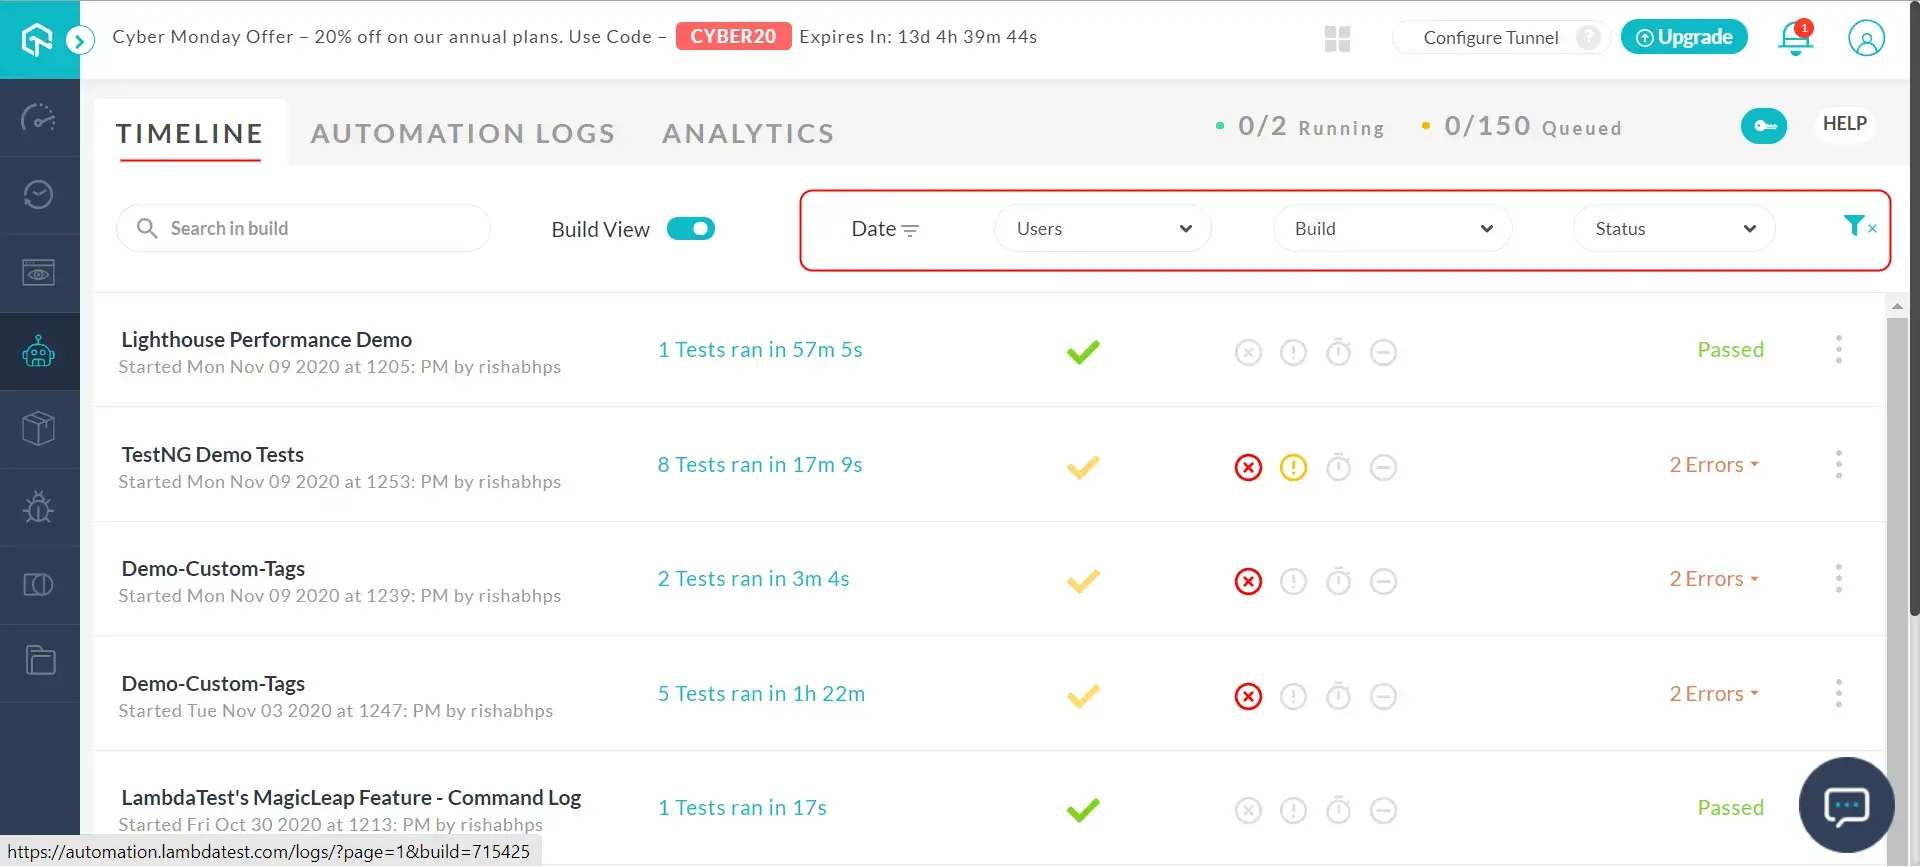 Cyber Monday Offer – 20% off on our annual plans. Use Code – CYBER20 Expires In: 13d 4h 39m 44s
Configure Tunnel ?
Upgrade
1
TIMELINE
AUTOMATION LOGS
ANALYTICS
0/2 Running
0/150 Queued
HELP
Search in build
Build View
Date
Users
Build
Status
Lighthouse Performance Demo
Started Mon Nov 09 2020 at 1205: PM by rishabhps
1 Tests ran in 57m 5s
Passed
TestNG Demo Tests
Started Mon Nov 09 2020 at 1253: PM by rishabhps
8 Tests ran in 17m 9s
2 Errors
Demo-Custom-Tags
Started Mon Nov 09 2020 at 1239: PM by rishabhps
2 Tests ran in 3m 4s
2 Errors
Demo-Custom-Tags
Started Tue Nov 03 2020 at 1247: PM by rishabhps
5 Tests ran in 1h 22m
2 Errors
LambdaTest's MagicLeap Feature - Command Log
Started Fri Oct 30 2020 at 1213: PM by rishabhps
1 Tests ran in 17s
Passed
https://automation.lambdatest.com/logs/?page=1&build=715425